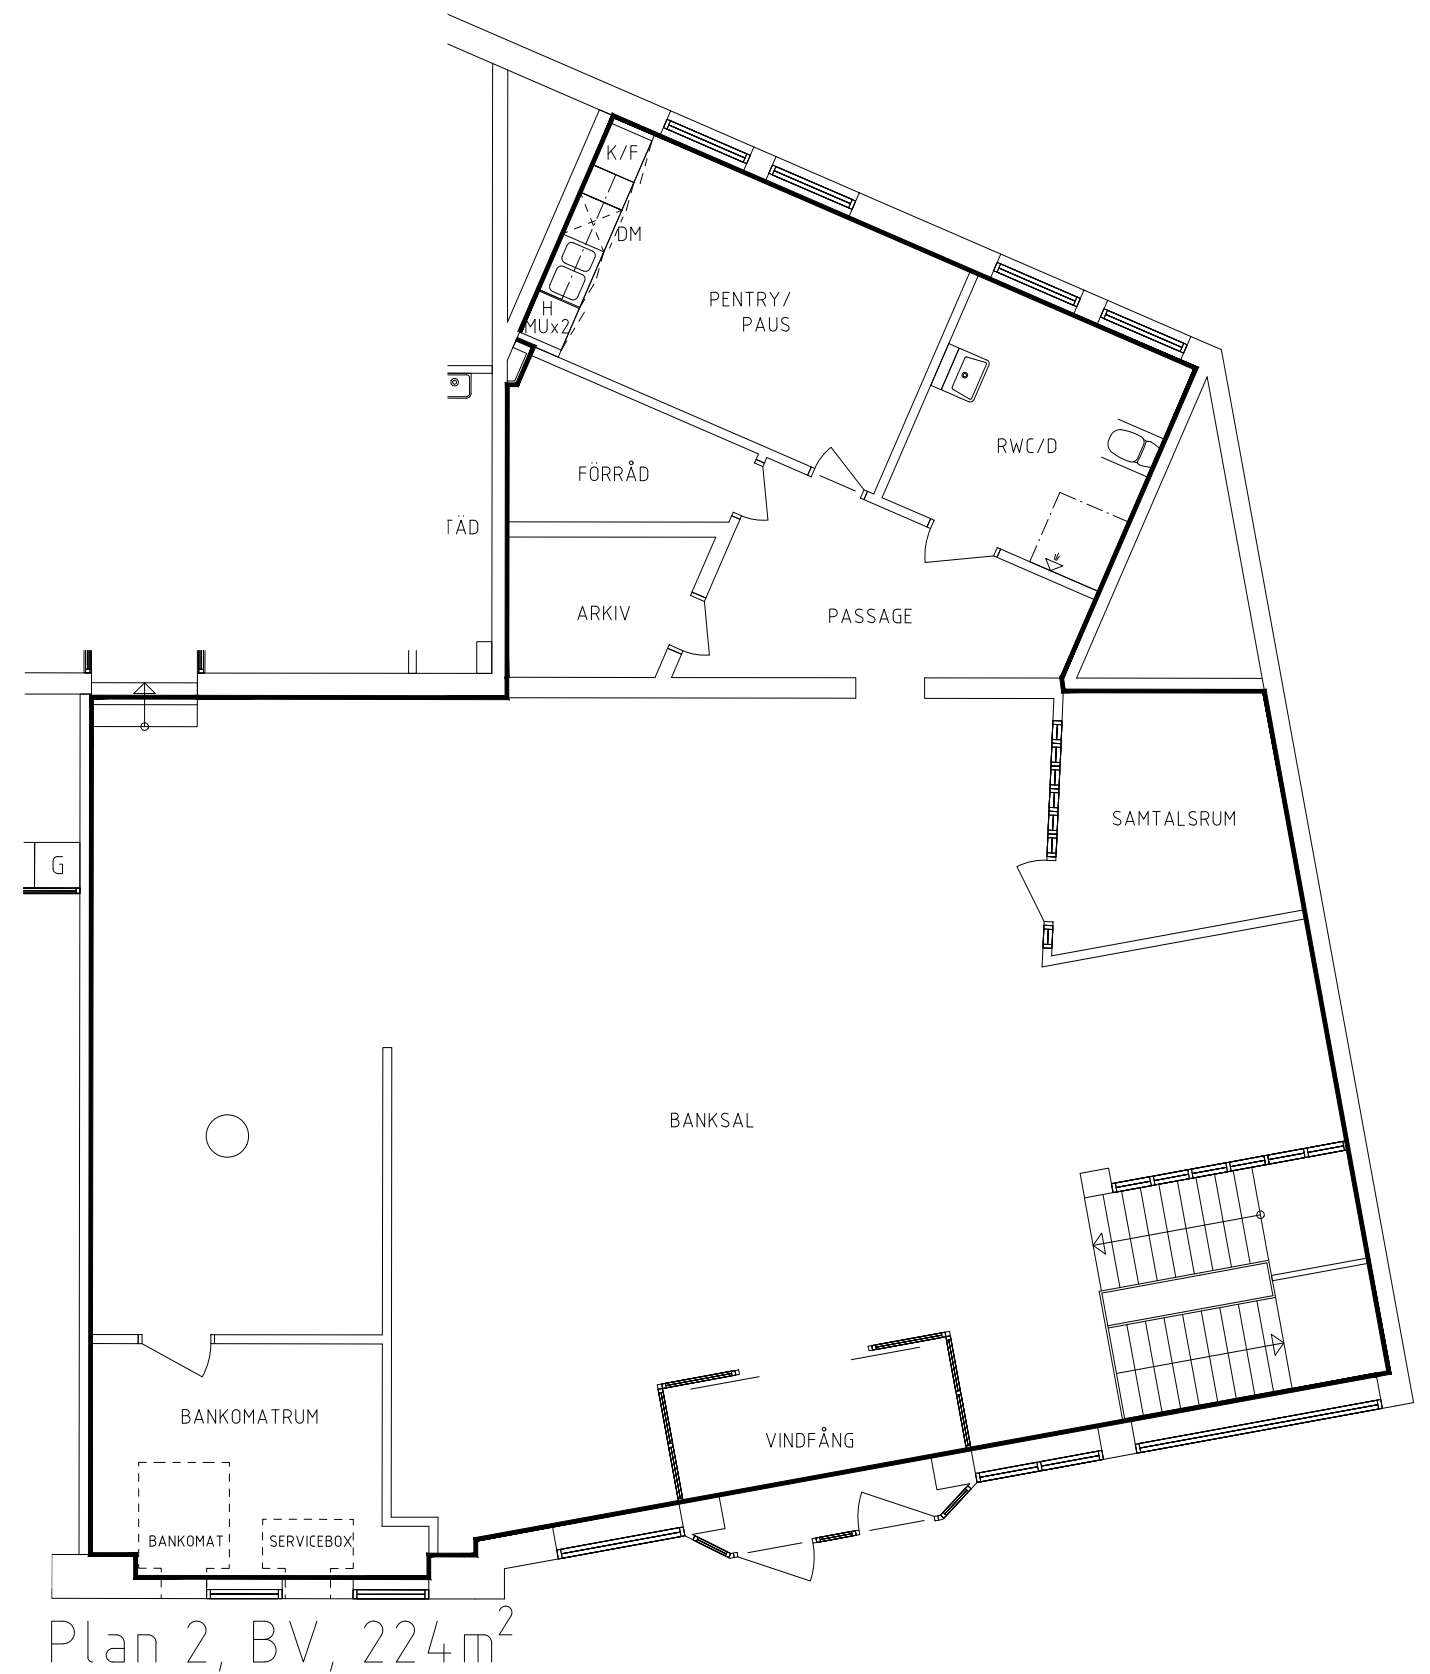 K/F
DM
H
MUx2
PENTRY/
PAUS
RWC/D
FÖRRÅD
TÄD
ARKIV
PASSAGE
SAMTALSRUM
G
BANKSAL
BANKOMATRUM
VINDFÅNG
BANKOMAT
SERVICEBOX
Plan 2, BV, 224m²